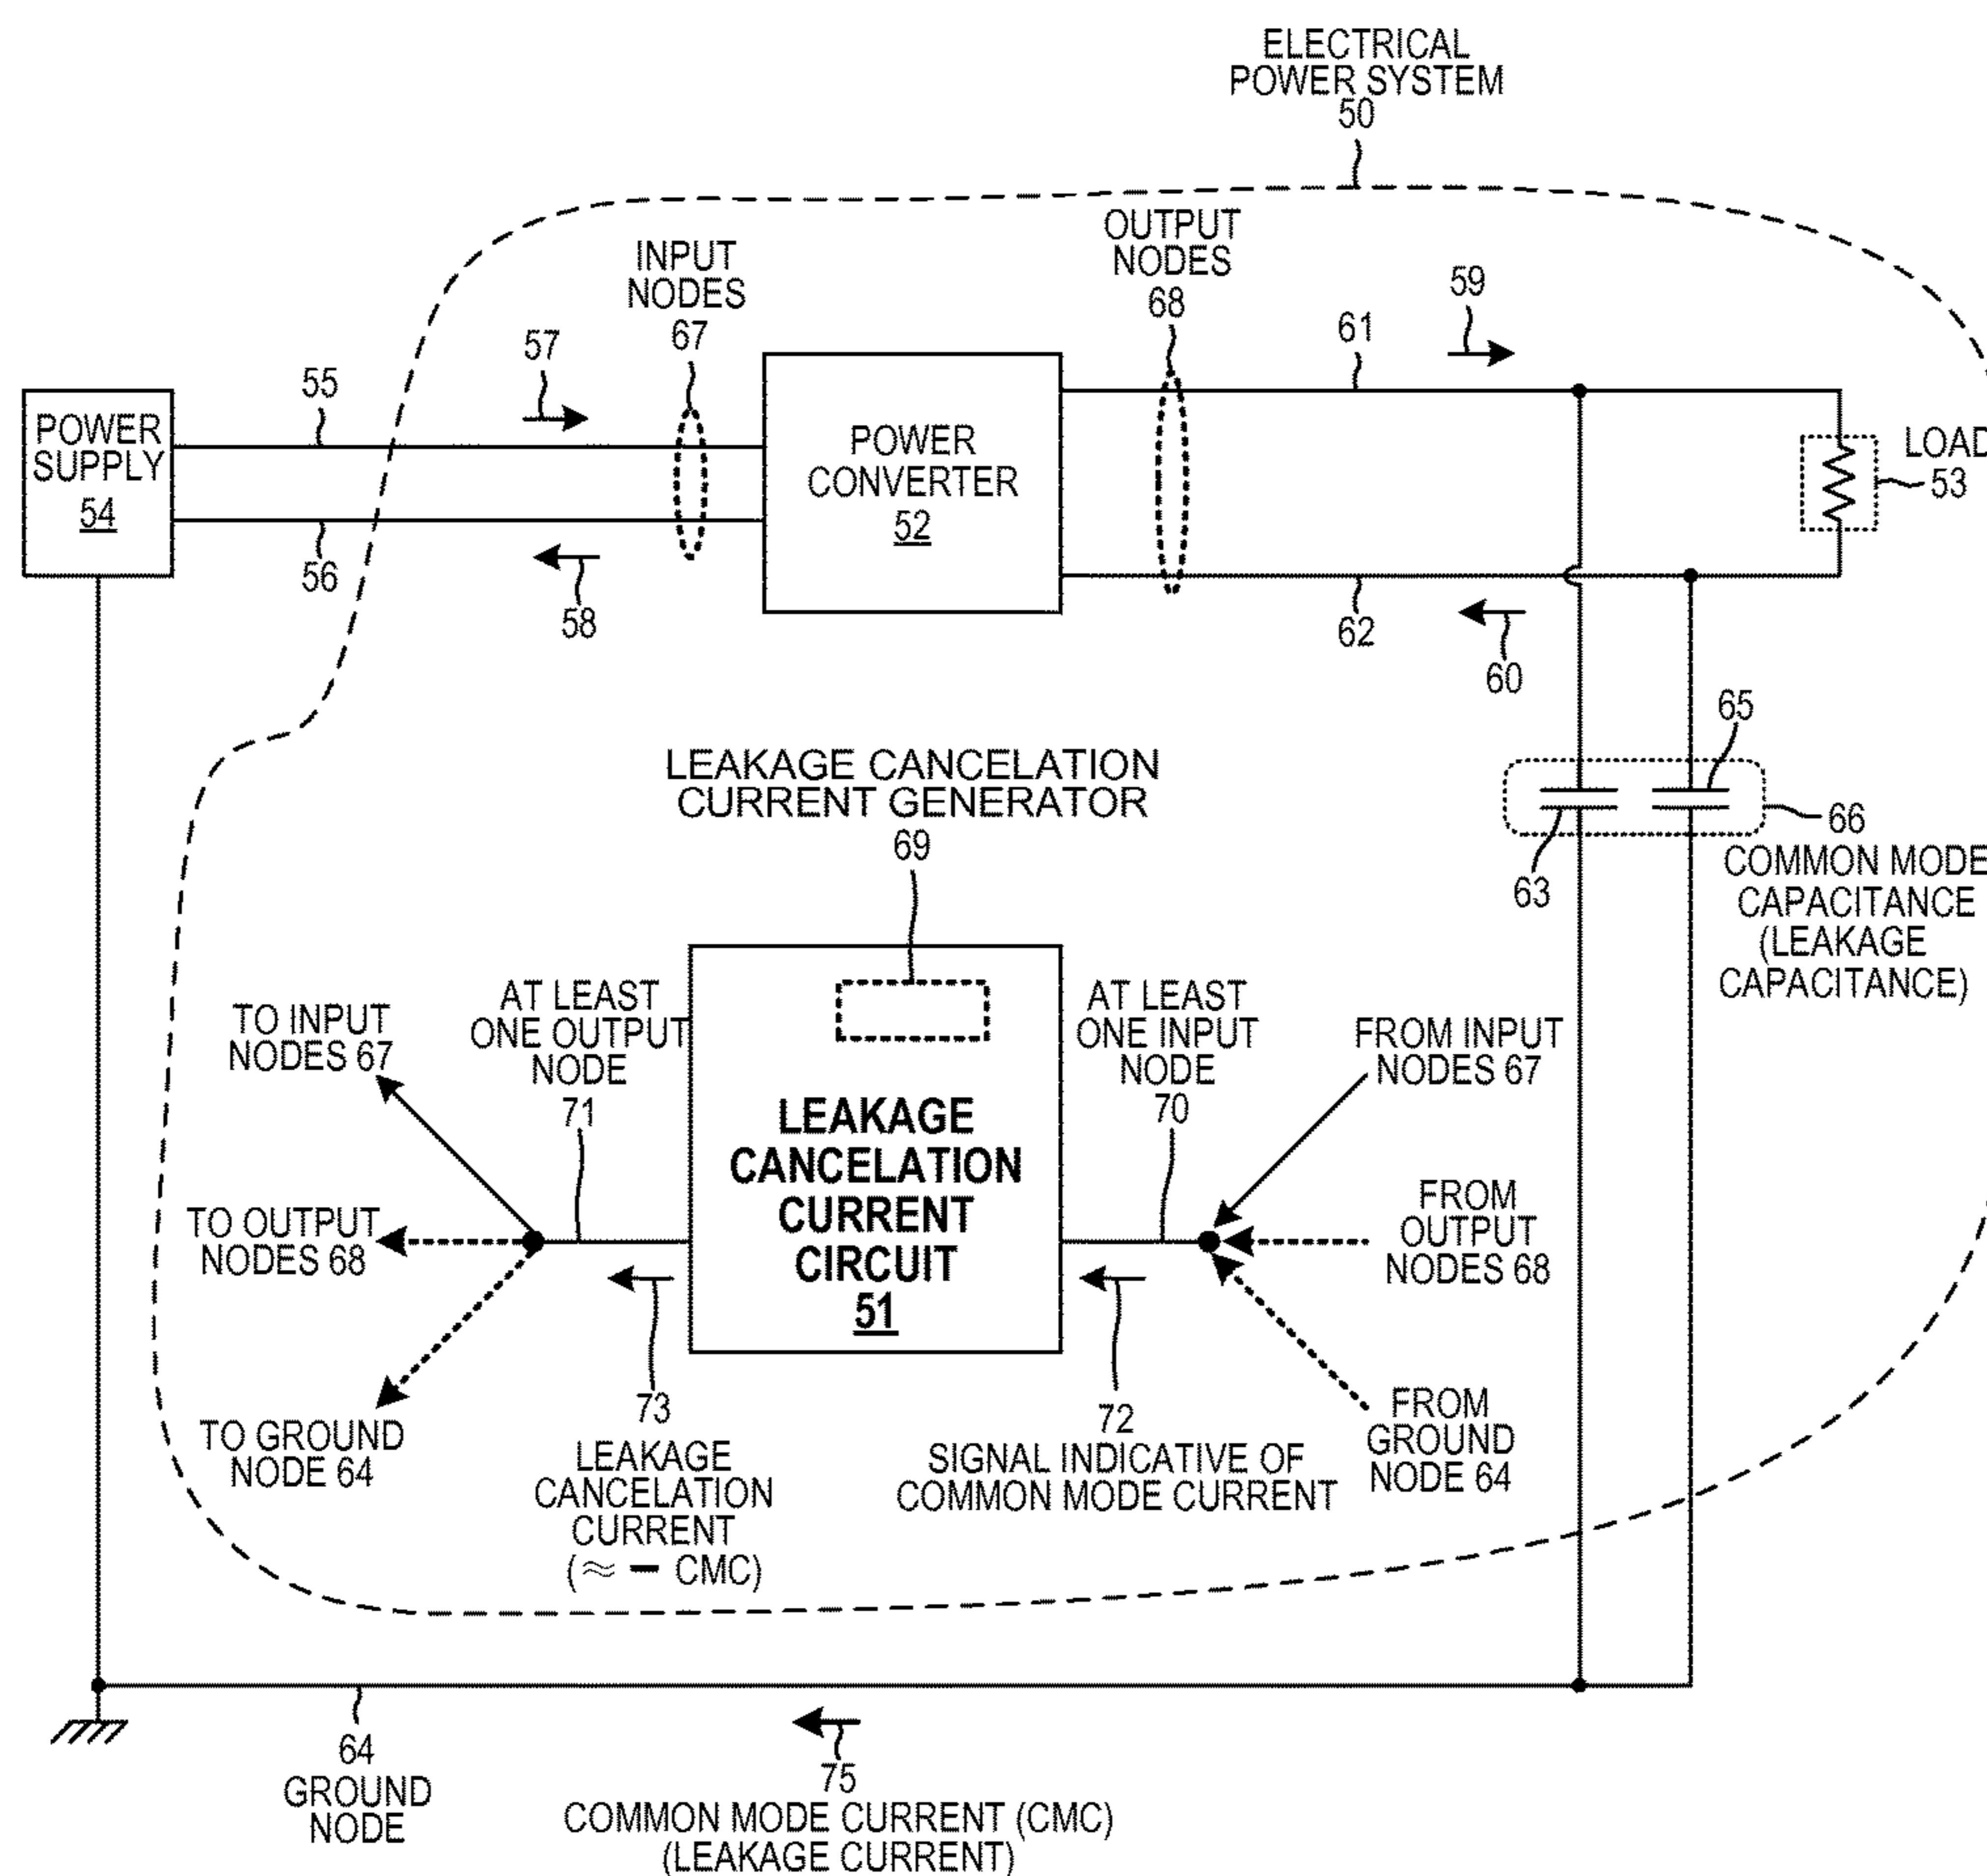 ELECTRICAL
POWER SYSTEM
50
OUTPUT
NODES
68
INPUT
NODES
67
59
61
57
55
POWER
SUPPLY
54
POWER
CONVERTER
52
LOAD
53
56
58
62
60
65
LEAKAGE CANCELATION
CURRENT GENERATOR
69
66
COMMON MODE
CAPACITANCE
(LEAKAGE
CAPACITANCE)
63
TO INPUT
NODES 67
AT LEAST
ONE OUTPUT
NODE
71
AT LEAST
ONE INPUT
NODE
70
FROM INPUT
NODES 67
LEAKAGE
CANCELATION
CURRENT
CIRCUIT
51
TO OUTPUT
NODES 68
FROM
OUTPUT
NODES 68
TO GROUND
NODE 64
73
LEAKAGE
CANCELATION
CURRENT
(≈ − CMC)
72
SIGNAL INDICATIVE OF
COMMON MODE CURRENT
FROM
GROUND
NODE 64
64
GROUND
NODE
75
COMMON MODE CURRENT (CMC)
(LEAKAGE CURRENT)